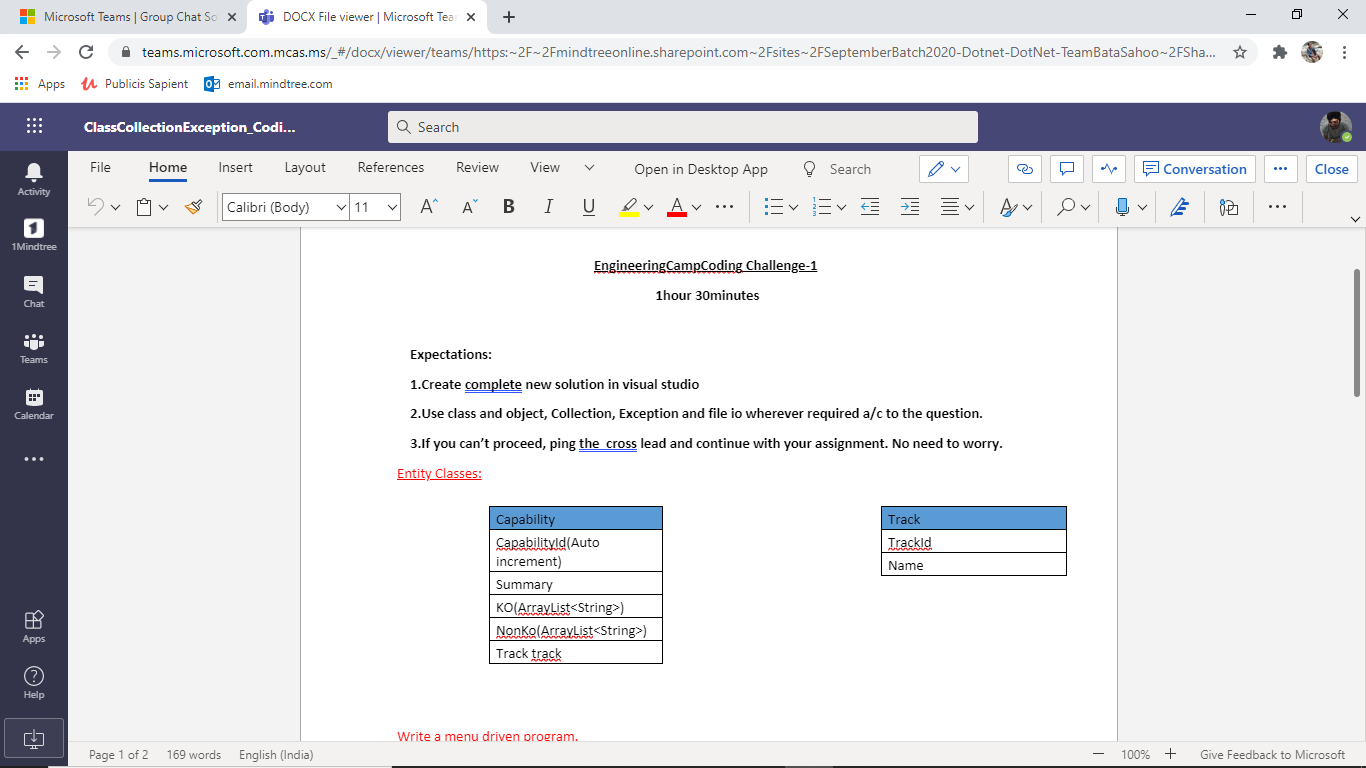 Microsoft Teams | Group Chat So
DOCX File viewer | Microsoft Tear
teams.microsoft.com.mcas.ms/_#/docx/viewer/teams/https:~2F~2Fmindtreeonline.sharepoint.com~2Fsites~2FSeptemberBatch2020-Dotnet-DotNet-TeamBataSahoo~2FSha...
Apps
Publicis Sapient
email.mindtree.com
ClassCollectionException_Codi...
Search
File Home Insert Layout References Review View Open in Desktop App Search Conversation ... Close
Calibri (Body) 11 A A B I U A
Activity
1Mindtree
Chat
Teams
Calendar
Apps
Help
EngineeringCampCoding Challenge-1
1hour 30minutes
Expectations:
1.Create complete new solution in visual studio
2.Use class and object, Collection, Exception and file io wherever required a/c to the question.
3.If you can’t proceed, ping the  cross lead and continue with your assignment. No need to worry.
Entity Classes:
Capability
CapabilityId(Auto
increment)
Summary
KO(ArrayList<String>)
NonKo(ArrayList<String>)
Track track
Track
TrackId
Name
Write a menu driven program.
Page 1 of 2 169 words English (India) 100% Give Feedback to Microsoft